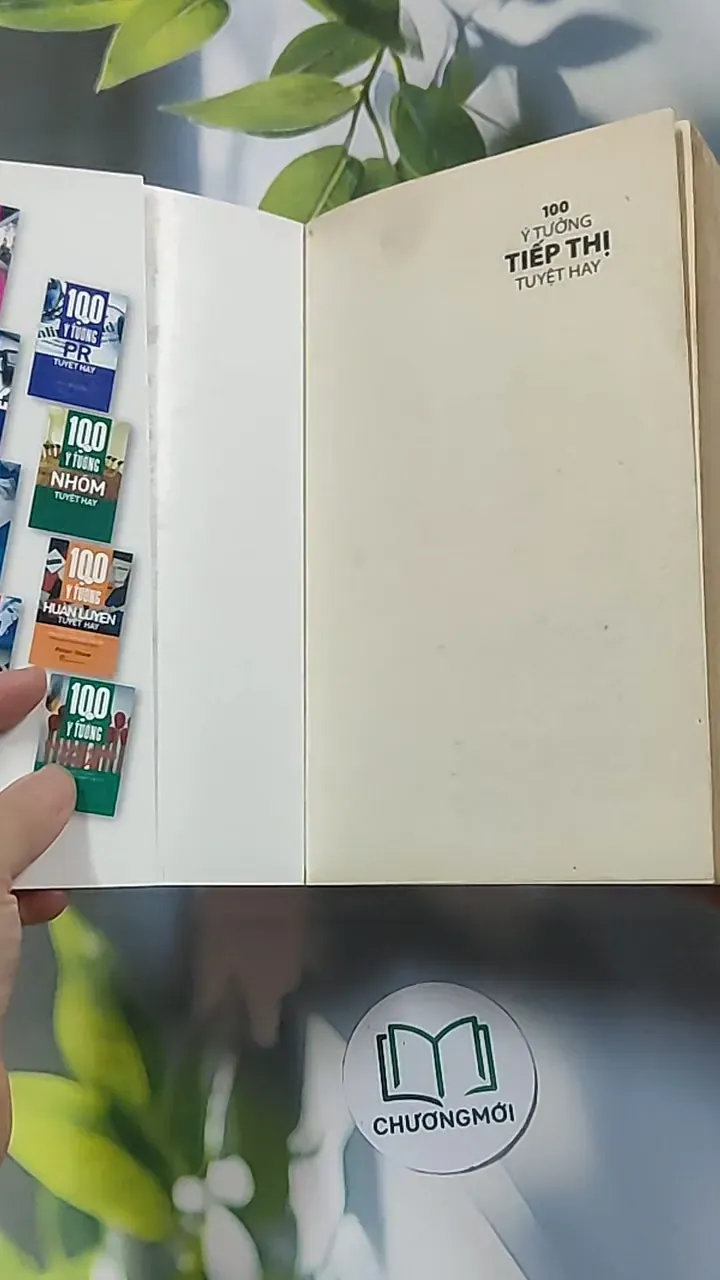 100
Ý TƯỞNG
PR
TUYỆT HAY
100
Ý TƯỞNG
NHÓM
TUYỆT HAY
100
Ý TƯỞNG
HUẤN LUYỆN
TUYỆT HAY
100
Ý TƯỞNG
100
Ý TƯỞNG
TIẾP THỊ
TUYỆT HAY
CHƯƠNGMỚI